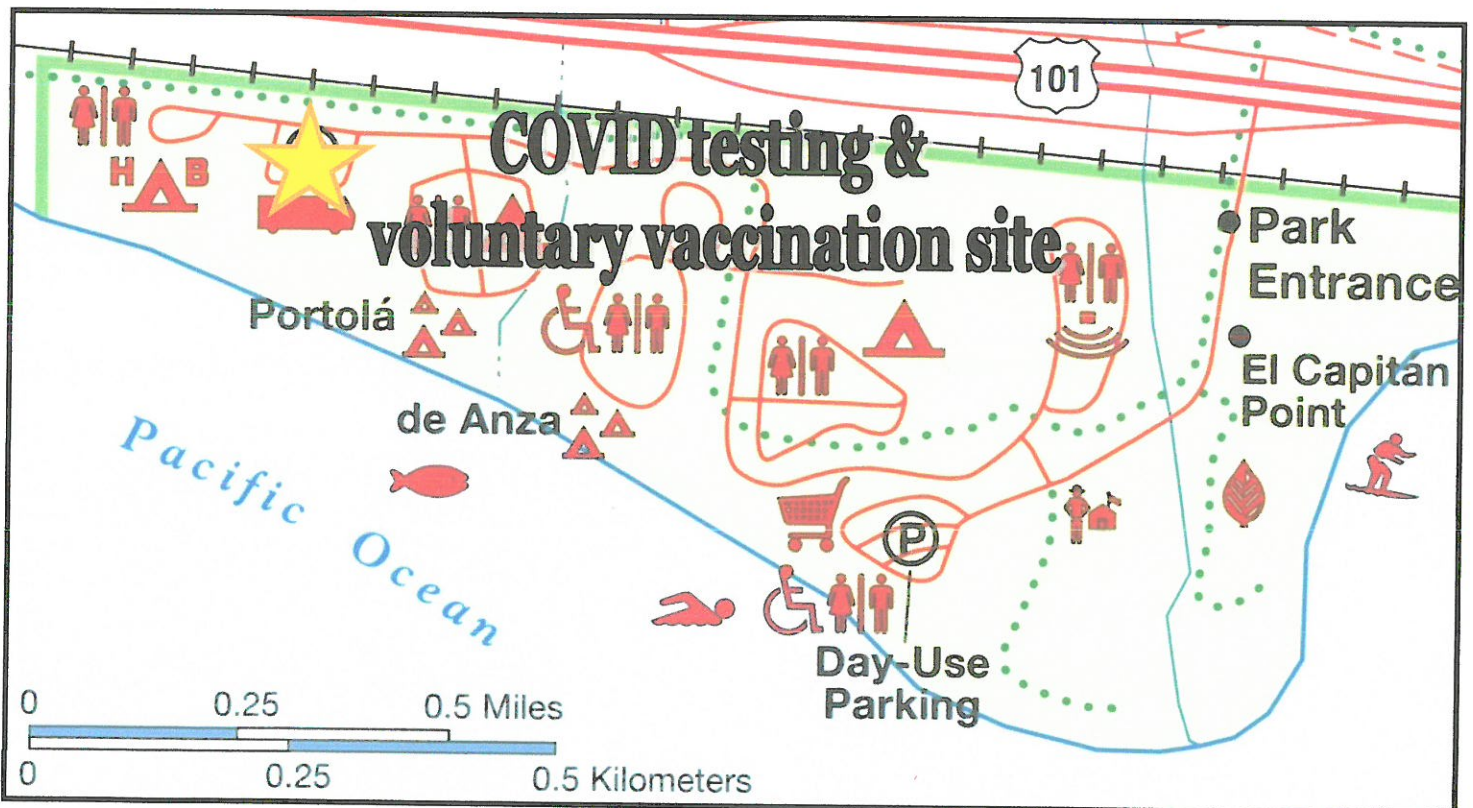 101
COVID testing &
voluntary vaccination site
H B
Park
Entrance
Portolá
El Capitán
Point
de Anza
Pacific Ocean
P
Day-Use
Parking
0 0.25 0.5 Miles
0 0.25 0.5 Kilometers